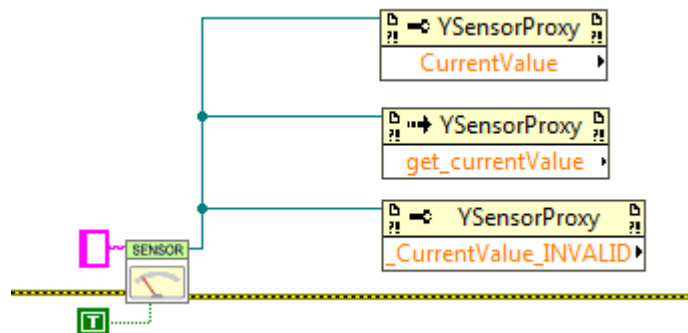 YSensorProxy
CurrentValue
YSensorProxy
get_currentValue
YSensorProxy
_CurrentValue_INVALID
SENSOR
T